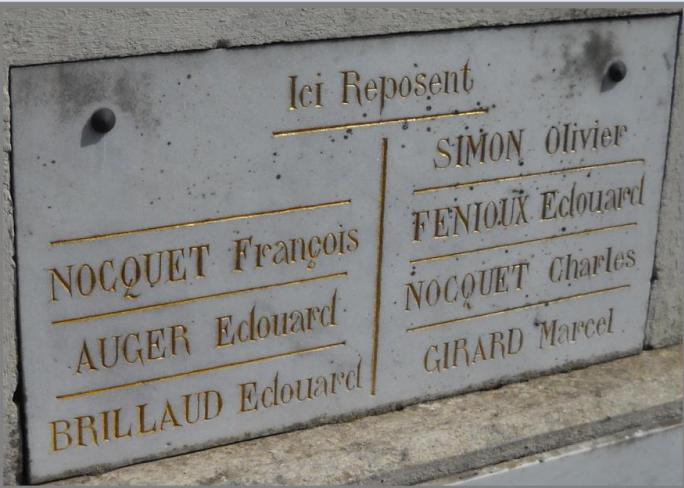 Ici Reposent
NOCQUET François
AUGER Edouard
BRILLAUD Edouard
SIMON Olivier
FENIOUX Edouard
NOCQUET Charles
GIRARD Marcel